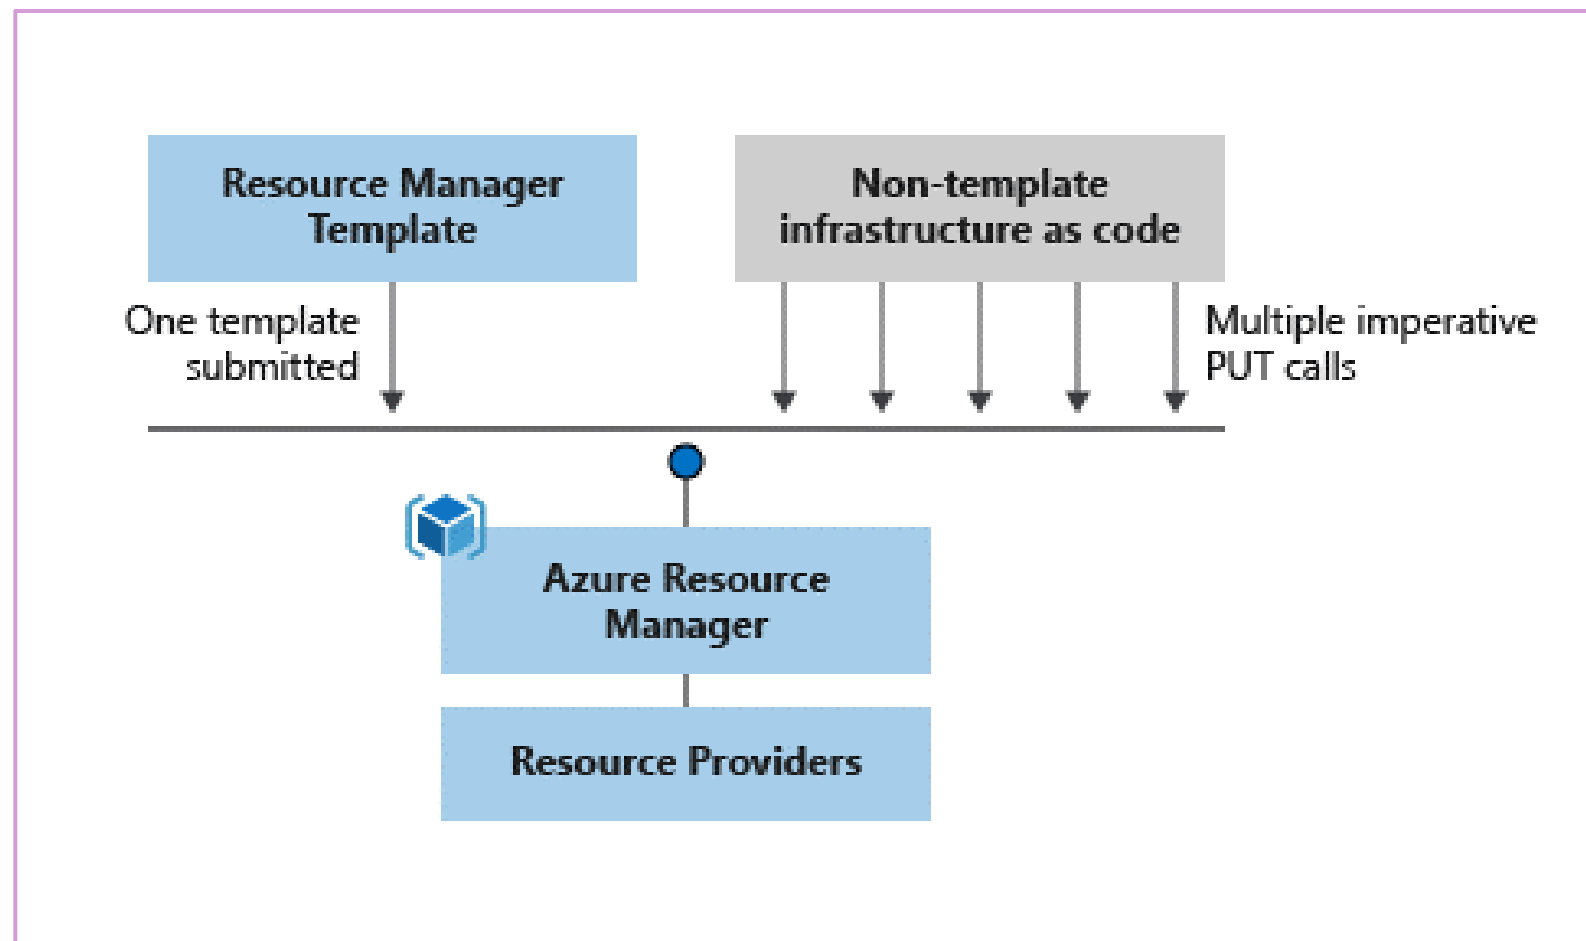 Resource Manager
Template
Non-template
infrastructure as code
One template
submitted
Multiple imperative
PUT calls
Azure Resource
Manager
Resource Providers